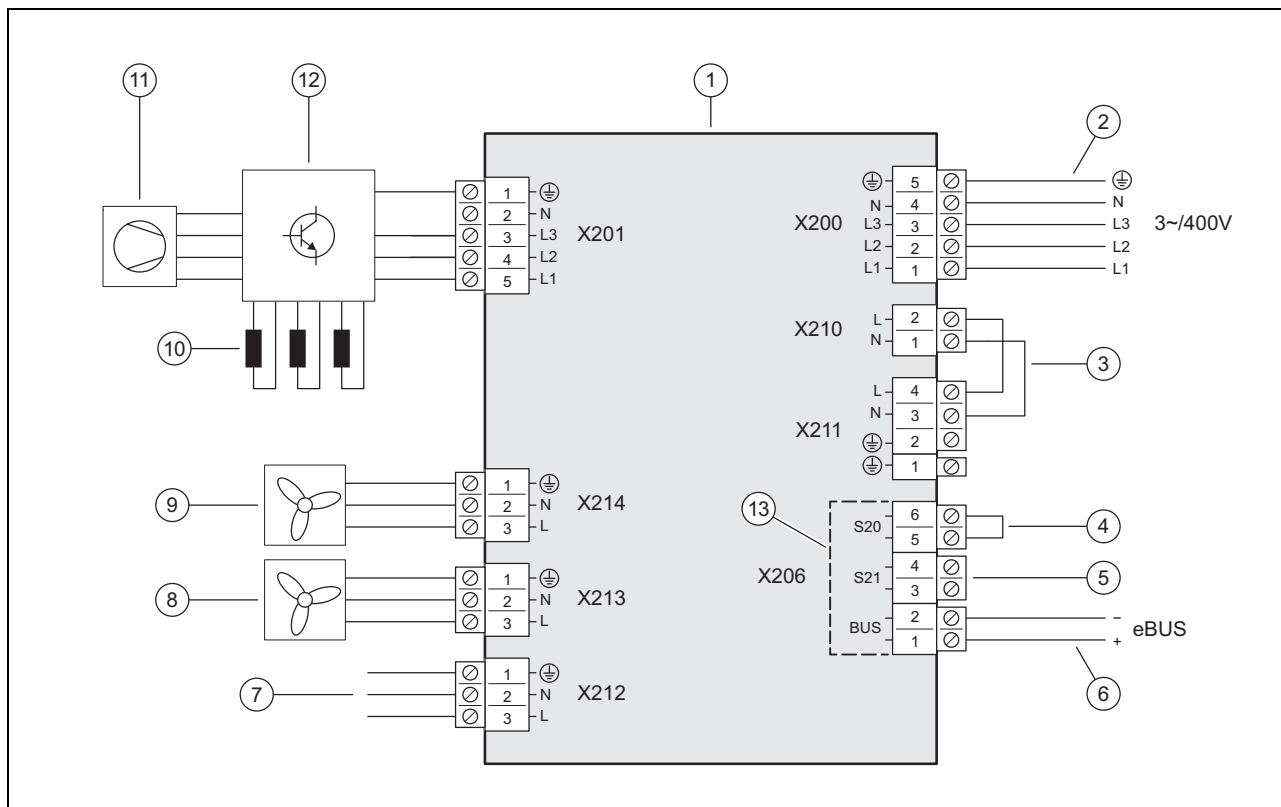 11
12
1
2
1
2 N
3 L3
4 L2
5 L1
X201
X200
5
N 4
L3 3
L2 2
L1 1
N
L3
L2
L1
3~/400V
10
X210
L 2
N 1
3
X211
L 4
N 3
2
1
9
1
2 N
3 L
X214
13
X206
S20
6
5
4
8
1
2 N
3 L
X213
S21
4
3
5
BUS
2
1
−
+
eBUS
7
1
2 N
3 L
X212
6